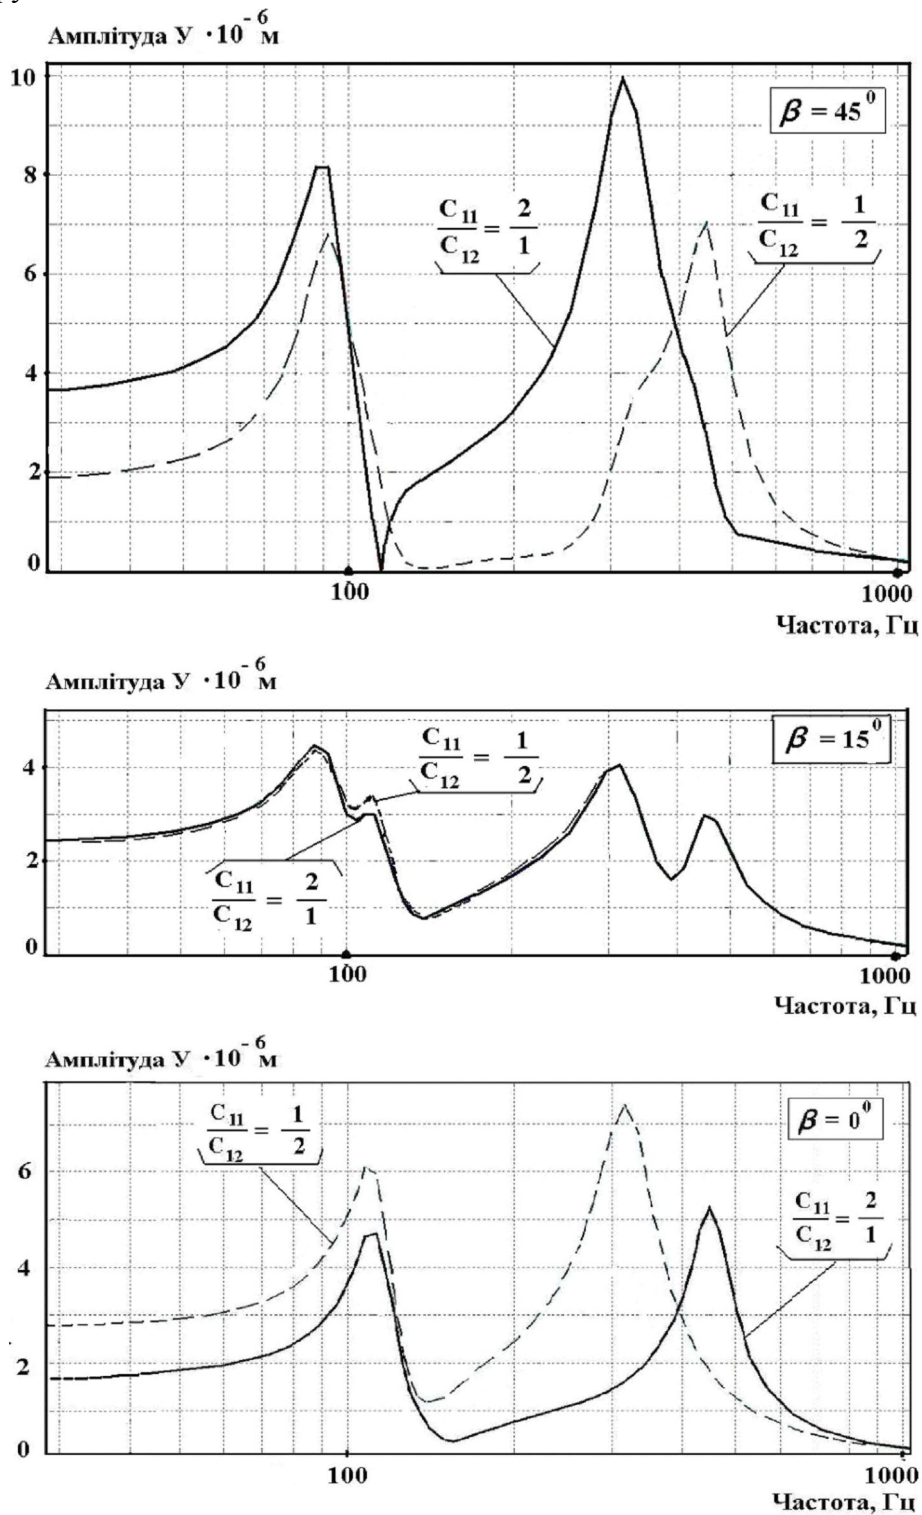 Амплітуда У · 10⁻⁶ м
β = 45⁰
C₁₁/C₁₂ = 2/1
C₁₁/C₁₂ = 1/2
10
8
6
4
2
0
100
1000
Частота, Гц
Амплітуда У · 10⁻⁶ м
β = 15⁰
C₁₁/C₁₂ = 1/2
C₁₁/C₁₂ = 2/1
4
2
0
100
1000
Частота, Гц
Амплітуда У · 10⁻⁶ м
C₁₁/C₁₂ = 1/2
β = 0⁰
C₁₁/C₁₂ = 2/1
6
4
2
0
100
1000
Частота, Гц